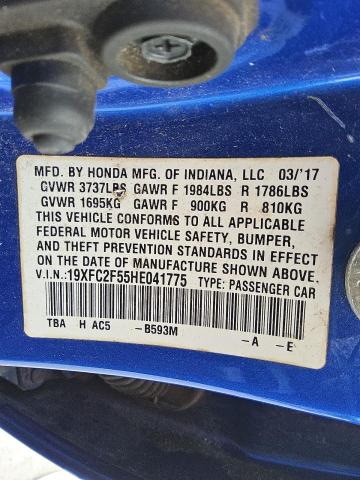 MFD. BY HONDA MFG. OF INDIANA, LLC 03/'17
GVWR 3737LBS GAWR F 1984LBS R 1786LBS
GVWR 1695KG GAWR F 900KG R 810KG
THIS VEHICLE CONFORMS TO ALL APPLICABLE
FEDERAL MOTOR VEHICLE SAFETY, BUMPER,
AND THEFT PREVENTION STANDARDS IN EFFECT
ON THE DATE OF MANUFACTURE SHOWN ABOVE.
V.I.N.:19XFC2F55HE041775 TYPE: PASSENGER CAR
TBA H AC5 -B593M -A -E